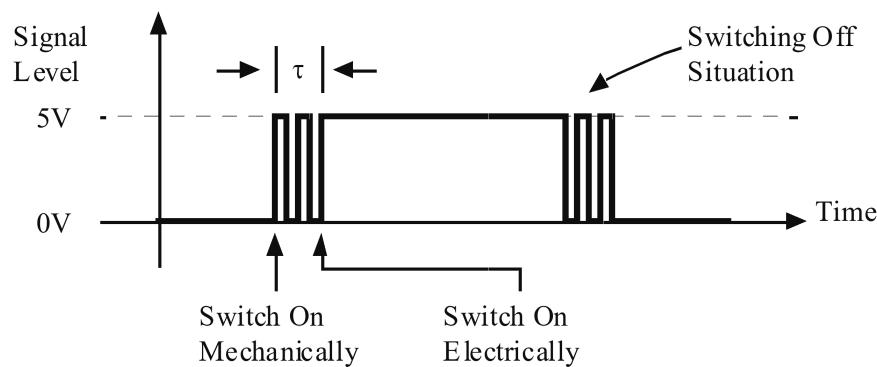 Signal
Level
τ
Switching Off
Situation
5V
0V
Time
Switch On
Mechanically
Switch On
Electrically